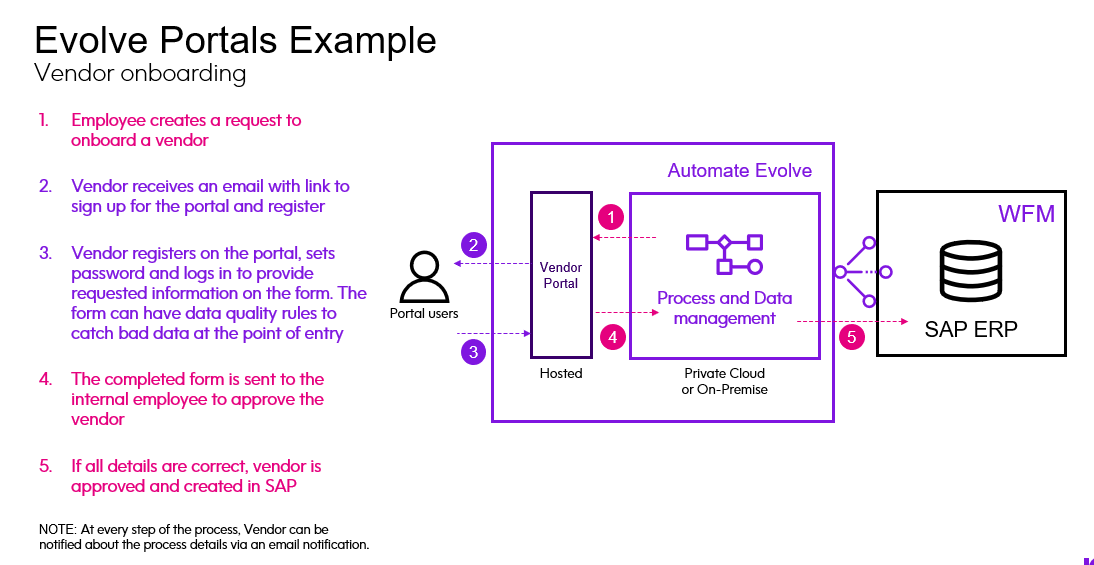 Evolve Portals Example
Vendor onboarding
1. Employee creates a request to
onboard a vendor
2. Vendor receives an email with link to
sign up for the portal and register
3. Vendor registers on the portal, sets
password and logs in to provide
requested information on the form. The
form can have data quality rules to
catch bad data at the point of entry
4. The completed form is sent to the
internal employee to approve the
vendor
5. If all details are correct, vendor is
approved and created in SAP
NOTE: At every step of the process, Vendor can be
notified about the process details via an email notification.
Automate Evolve
WFM
1
2
Vendor
Portal
Process and Data
management
Portal users
SAP ERP
3
4
5
Hosted
Private Cloud
or On-Premise